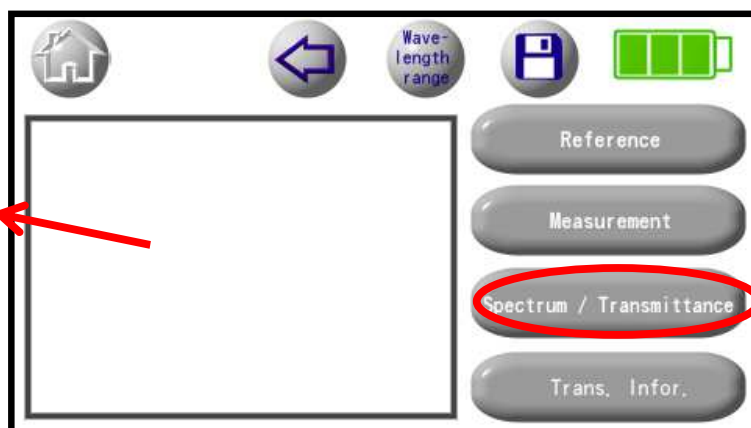 Wave-
length
range
Reference
Measurement
Spectrum / Transmittance
Trans. Infor.